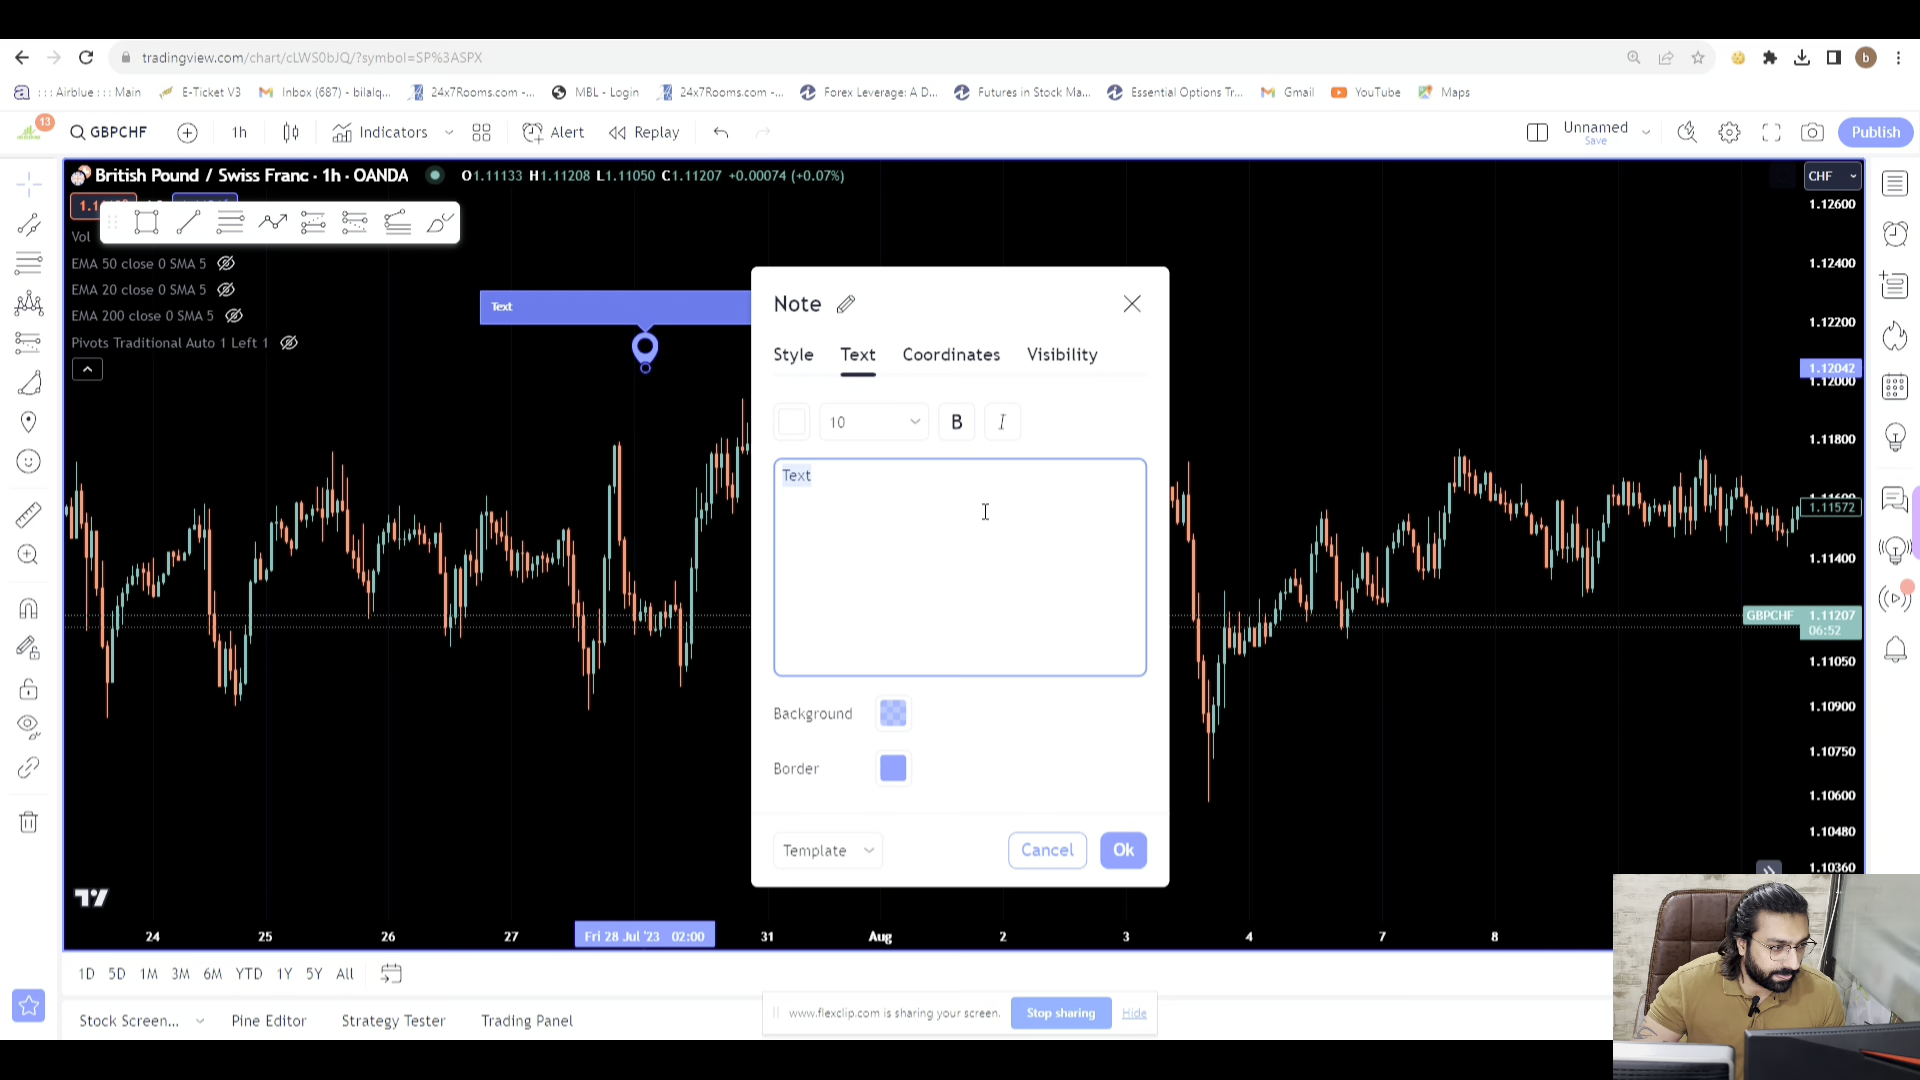 tradingview.com/chart/cLWS0bJQ/?symbol=SP%3ASPX
b
::: Airblue ::: Main
E-Ticket V3
Inbox (687) - bilalq...
24x7Rooms.com -...
MBL - Login
24x7Rooms.com -...
Forex Leverage: A D...
Futures in Stock Ma...
Essential Options Tr...
Gmail
YouTube
Maps
13
GBPCHF
1h
Indicators
Alert
Replay
Unnamed
Save
Publish
British Pound / Swiss Franc · 1h · OANDA
O1.11133 H1.11208 L1.11050 C1.11207 +0.00074 (+0.07%)
CHF
Vol
EMA 50 close 0 SMA 5
EMA 20 close 0 SMA 5
EMA 200 close 0 SMA 5
Pivots Traditional Auto 1 Left 1
Text
Note
Style
Text
Coordinates
Visibility
10
B
I
Text
Background
Border
Template
Cancel
Ok
1.12600
1.12400
1.12200
1.12042
1.12000
1.11800
1.11600
1.11572
1.11400
GBPCHF
1.11207
06:52
1.11050
1.10900
1.10750
1.10600
1.10480
1.10360
24
25
26
27
Fri 28 Jul '23 02:00
31
Aug
2
3
4
7
8
1D
5D
1M
3M
6M
YTD
1Y
5Y
All
Stock Screen...
Pine Editor
Strategy Tester
Trading Panel
www.flexclip.com is sharing your screen.
Stop sharing
Hide